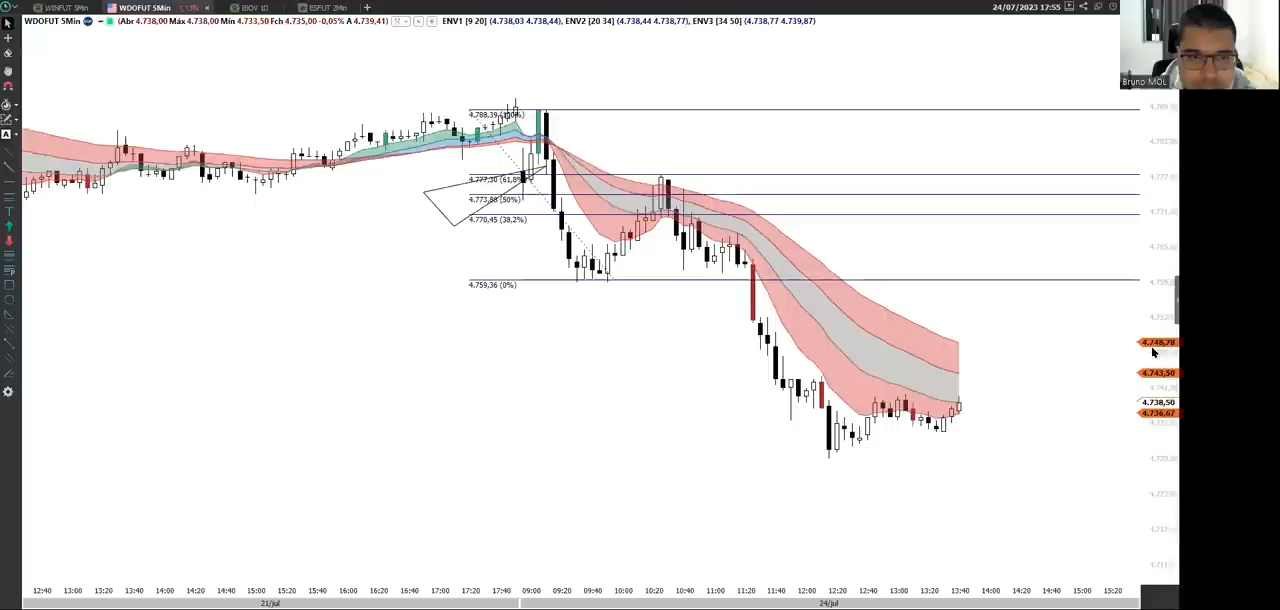 WINFUT 5Min WDOFUT 5Min IBOV 1D ESFUT 2Min 24/07/2023 17:55
WDOFUT 5Min (Abr 4.738,00 Máx 4.738,00 Mín 4.733,50 Fch 4.735,00 -0,05% A 4.739,41) ENV1 [9 20] (4.738,03 4.738,44), ENV2 [20 34] (4.738,44 4.738,77), ENV3 [34 50] (4.738,77 4.739,87)
Bruno MOL
4.788,39 (100%)
4.777,30 (61,8%)
4.773,88 (50%)
4.770,45 (38,2%)
4.759,36 (0%)
4.748,78
4.743,50
4.738,50
4.736,67
12:40 13:00 13:20 13:40 14:00 14:20 14:40 15:00 15:20 15:40 16:00 16:20 16:40 17:00 17:20 17:40 09:00 09:20 09:40 10:00 10:20 10:40 11:00 11:20 11:40 12:00 12:20 12:40 13:00 13:20 13:40 14:00 14:20 14:40 15:00 15:20
21/jul 24/jul